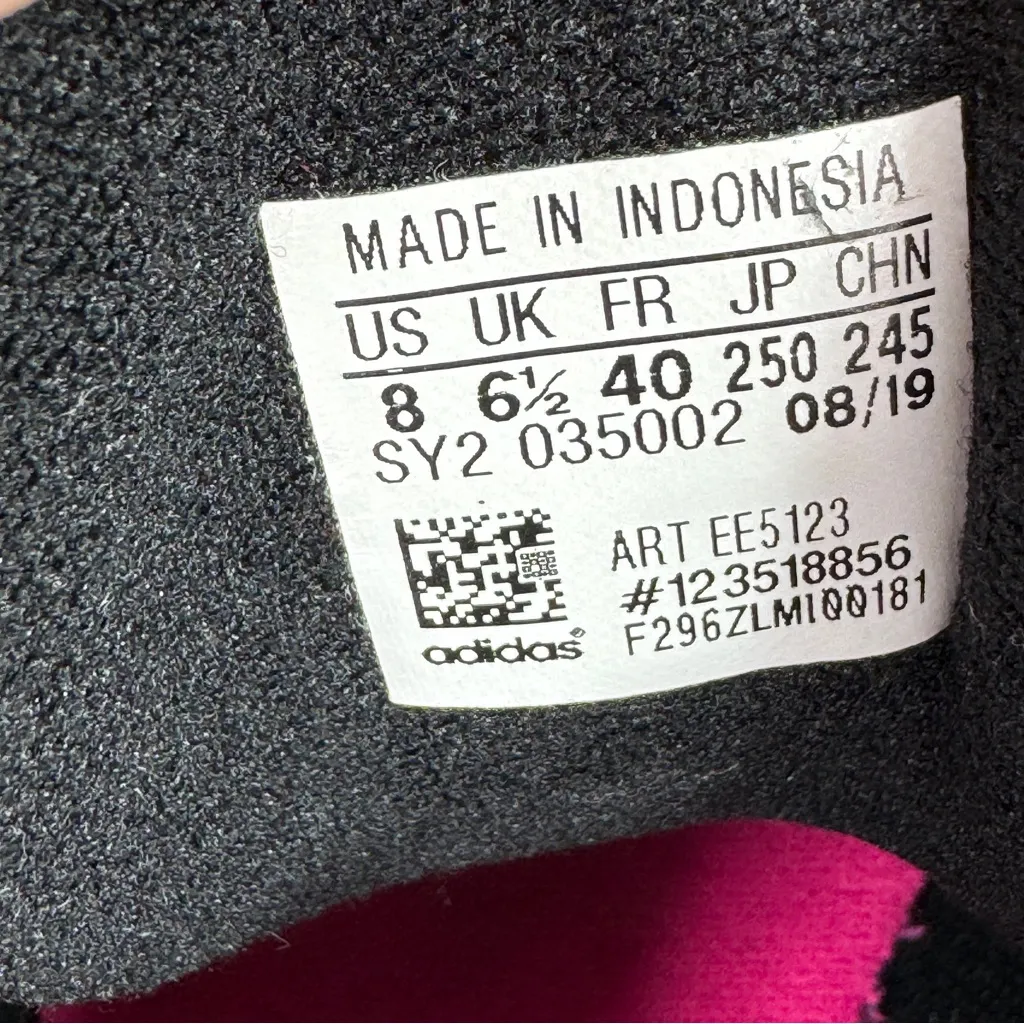 MADE IN INDONESIA
US UK FR JP CHN
8 6½ 40 250 245
SY2 035002 08/19
ART EE5123
#123518856
F296ZLM100181
adidas®